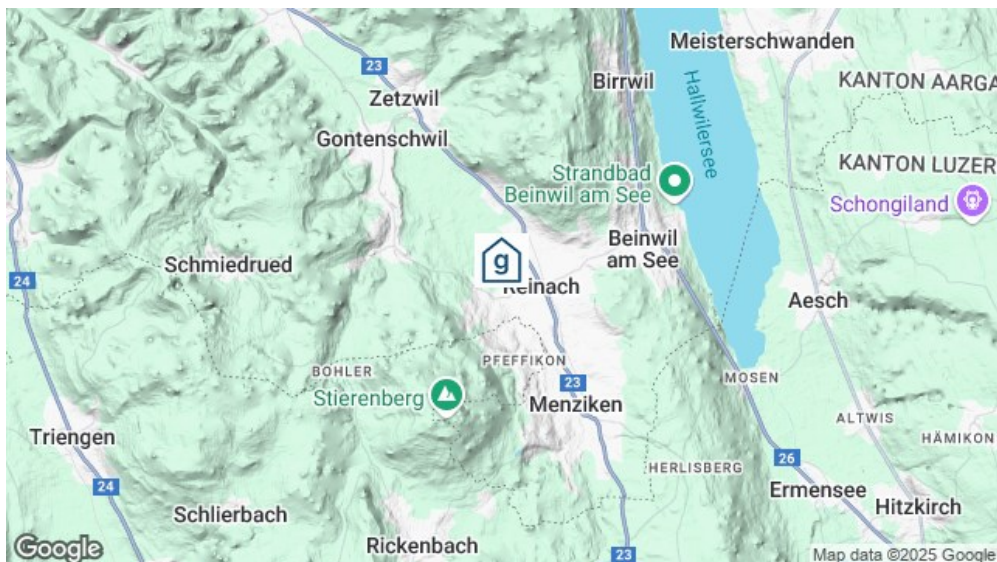 Meisterschwanden
23
Birrwil
KANTON AARGA
Zetzwil
Hallwilersee
Gontenschwil
KANTON LUZER
Strandbad
Beinwil am See
Schongiland
Beinwil
am See
g
Schmiedrued
24
Reinach
Aesch
PFEFFIKON
BOHLER
MOSEN
23
Stierenberg
Menziken
ALTWIS
Triengen
HÄMIKON
HERLISBERG
26
24
Ermensee
Hitzkirch
Schlierbach
Rickenbach
23
Google
Map data ©2025 Google